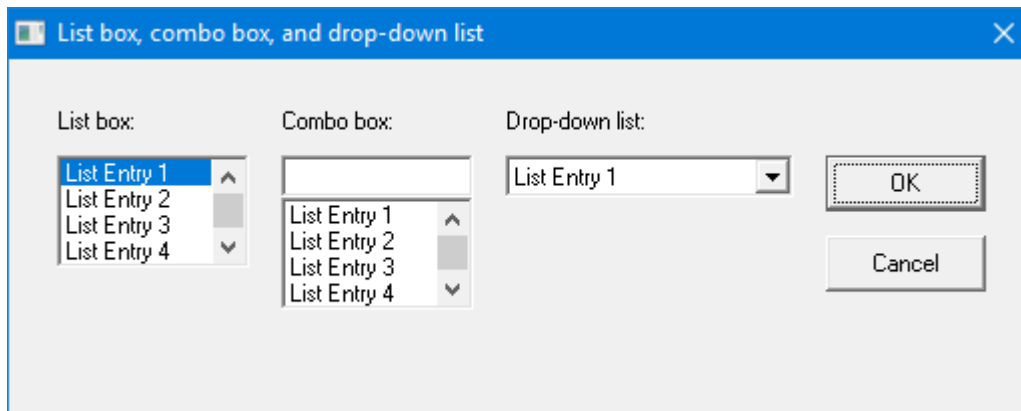 List box, combo box, and drop-down list
List box:
List Entry 1
List Entry 2
List Entry 3
List Entry 4
Combo box:
List Entry 1
List Entry 2
List Entry 3
List Entry 4
Drop-down list:
List Entry 1
OK
Cancel